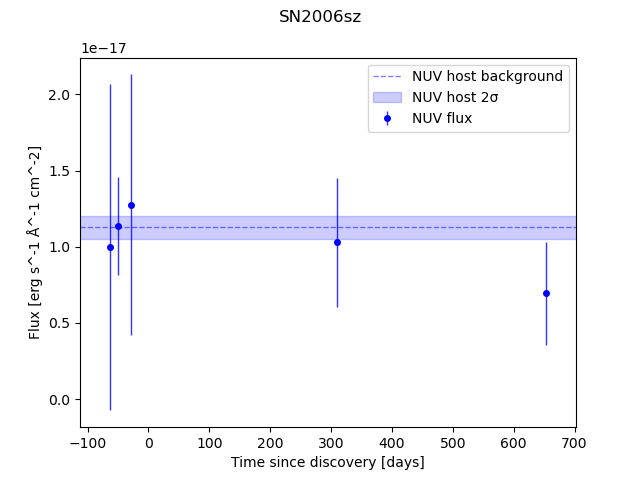 SN2006sz
1e−17
NUV host background
NUV host 2σ
NUV flux
2.0
1.5
1.0
0.5
0.0
Flux [erg s^-1 Å^-1 cm^-2]
−100 0 100 200 300 400 500 600 700
Time since discovery [days]